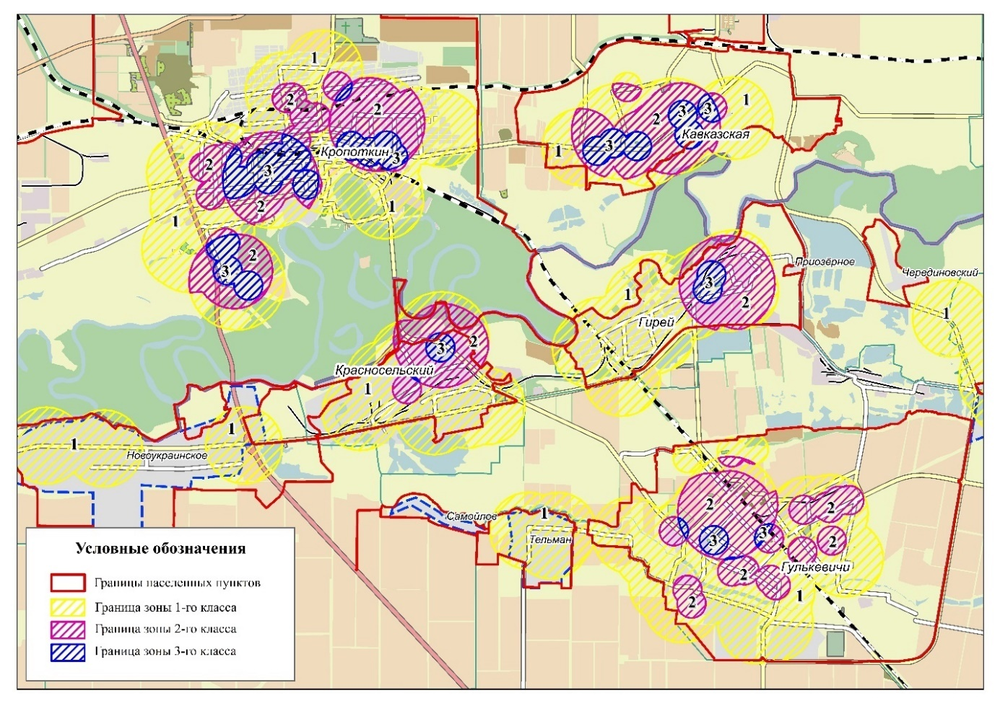 1
2
2
1
3
3
2
Кропоткин
3
Кавказская
1
3
2
3
2
1
1
2
3
1
3
2
Приозёрное
Черединовский
1
3
2
Гирей
1
2
3
Красносельский
1
1
1
Новоукраинское
Самойлов
1
Тельман
2
2
3
3
2
Гулькевичи
2
2
1
Условные обозначения
Границы населенных пунктов
Граница зоны 1-го класса
Граница зоны 2-го класса
Граница зоны 3-го класса